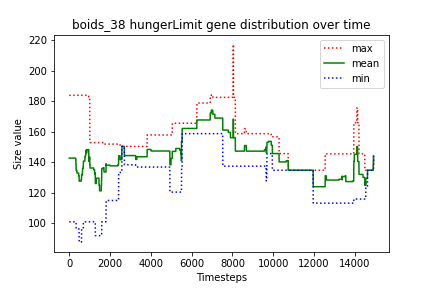 boids_38 hungerLimit gene distribution over time
220
200
180
160
140
120
100
Size value
max
mean
min
0 2000 4000 6000 8000 10000 12000 14000
Timesteps